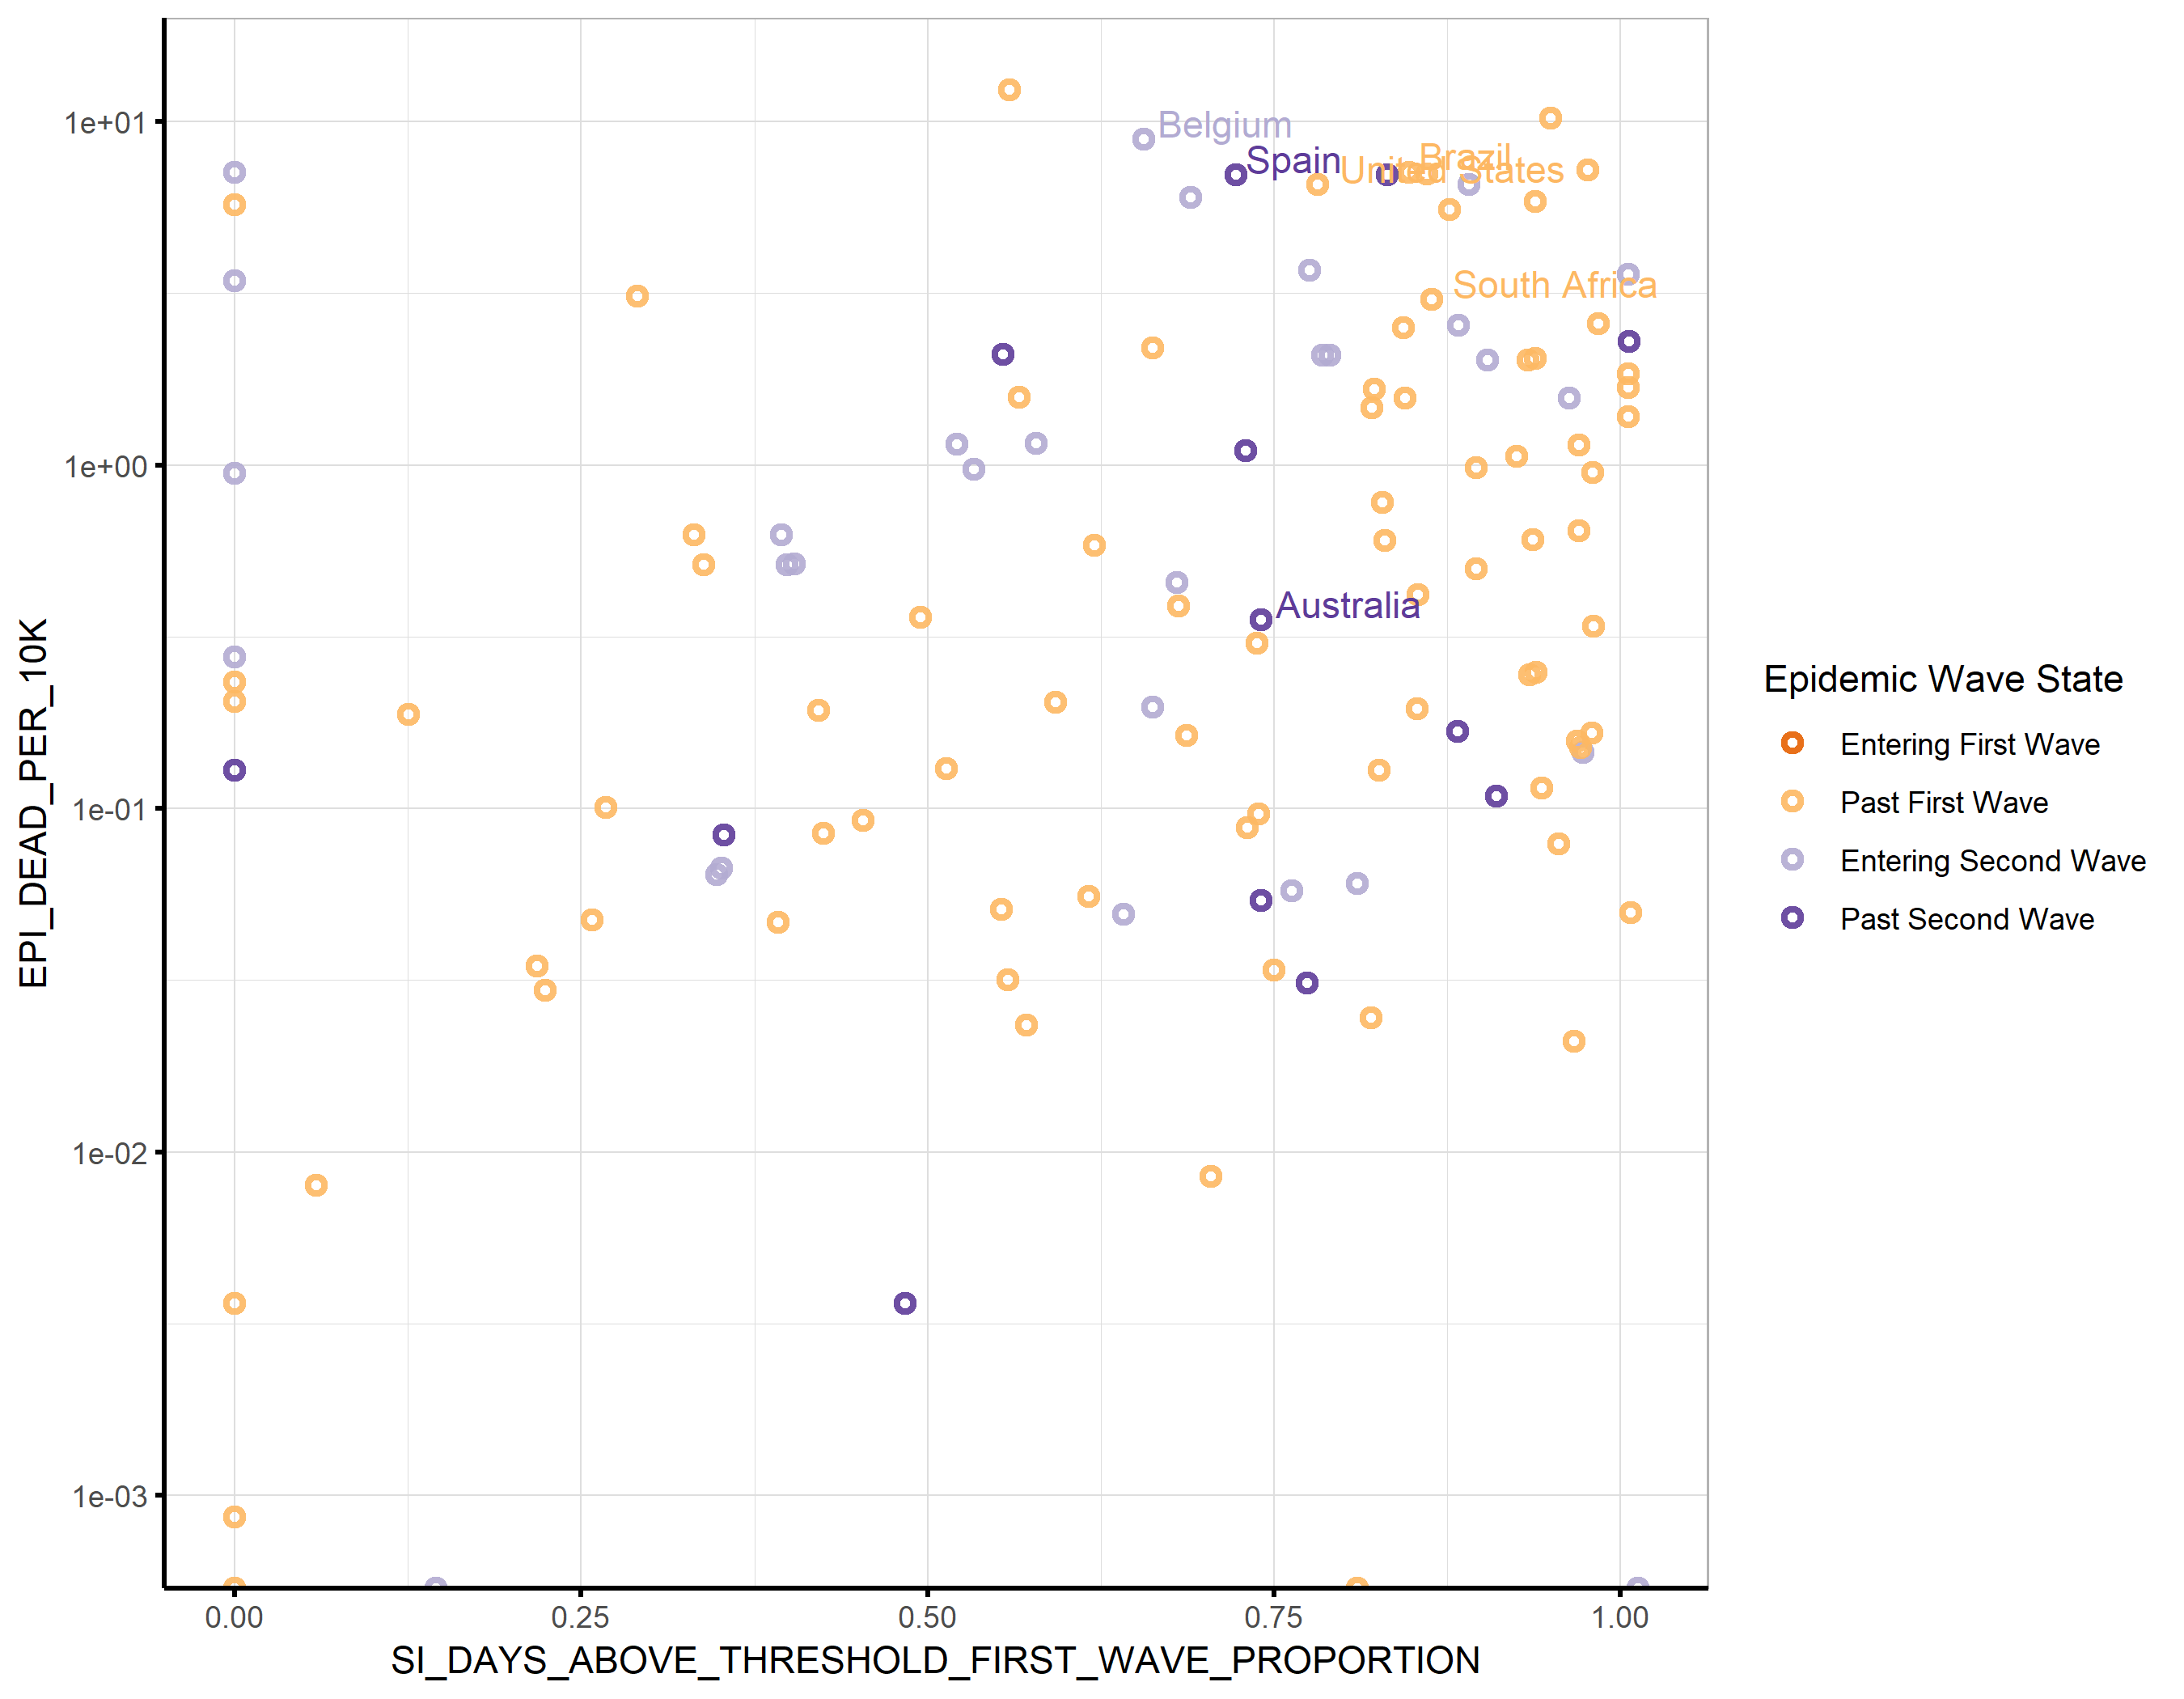 Belgium
Spain
Brazil
United States
South Africa
Australia
1e+01
1e+00
1e-01
1e-02
1e-03
EPI_DEAD_PER_10K
0.00
0.25
0.50
0.75
1.00
SI_DAYS_ABOVE_THRESHOLD_FIRST_WAVE_PROPORTION
Epidemic Wave State
Entering First Wave
Past First Wave
Entering Second Wave
Past Second Wave